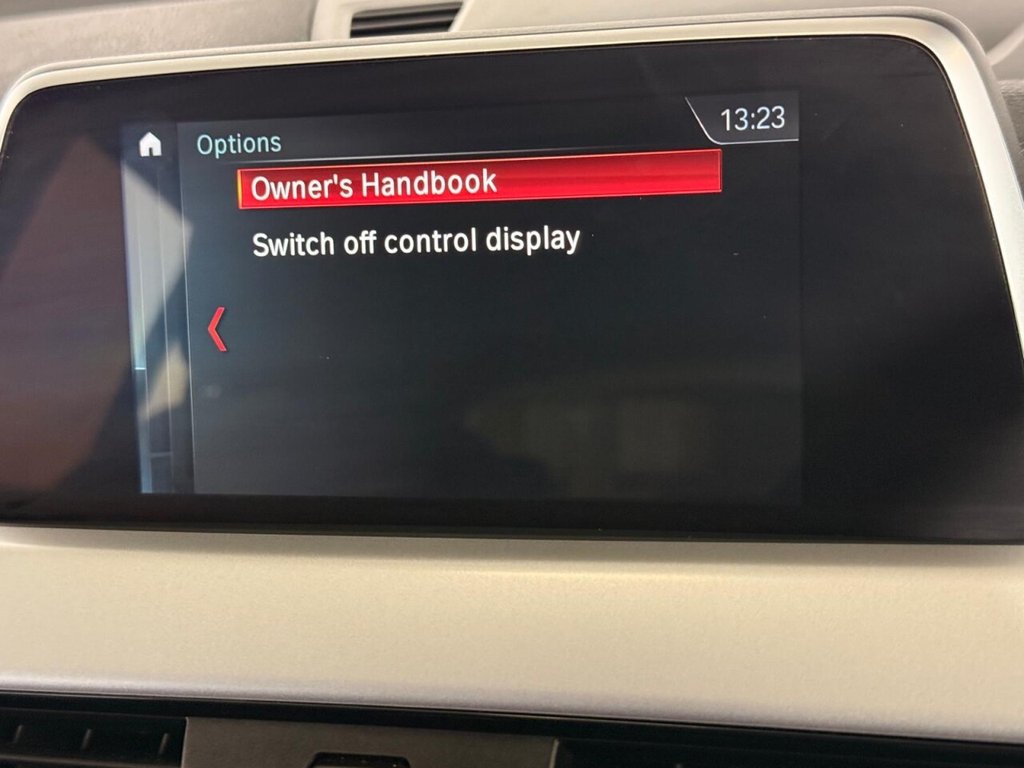 Options
13:23
Owner's Handbook
Switch off control display